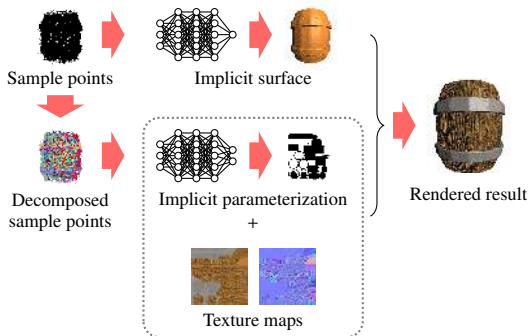 Sample points
Implicit surface
Decomposed
sample points
Implicit parameterization
+
Texture maps
Rendered result